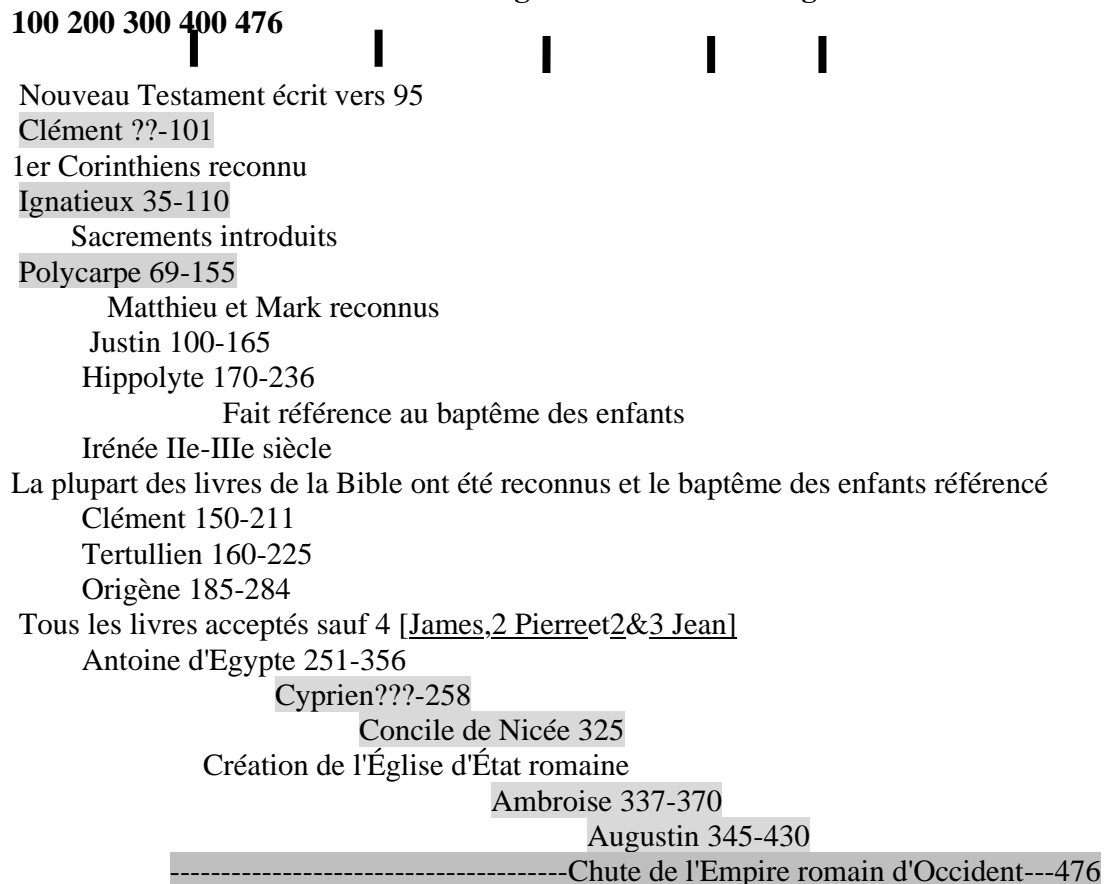 100 200 300 400 476
Nouveau Testament écrit vers 95
Clément ??-101
1er Corinthiens reconnu
Ignatieux 35-110
Sacrements introduits
Polycarpe 69-155
Matthieu et Mark reconnus
Justin 100-165
Hippolyte 170-236
Fait référence au baptême des enfants
Irénée IIe-IIIe siècle
La plupart des livres de la Bible ont été reconnus et le baptême des enfants référencé
Clément 150-211
Tertullien 160-225
Origène 185-284
Tous les livres acceptés sauf 4 [James,2 Pierreet2&3 Jean]
Antoine d'Egypte 251-356
Cyprien???-258
Concile de Nicée 325
Création de l'Église d'État romaine
Ambroise 337-370
Augustin 345-430
---------------------------------------Chute de l'Empire romain d'Occident---476